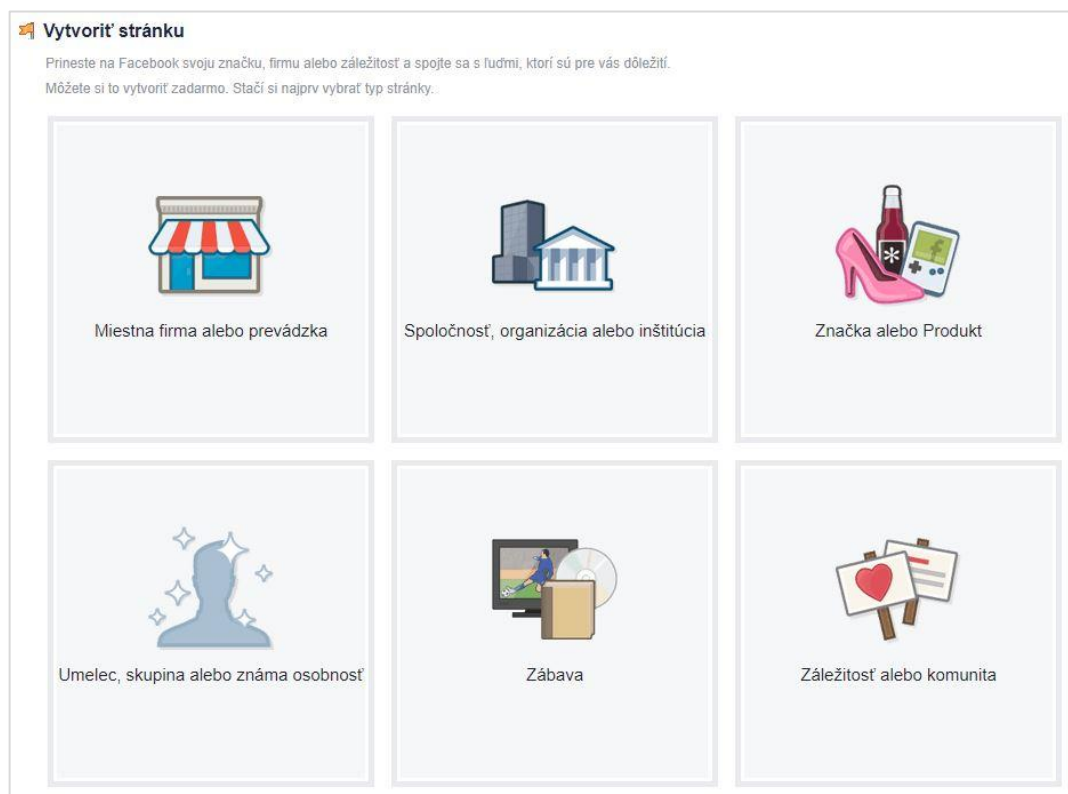 Vytvoriť stránku
Prineste na Facebook svoju značku, firmu alebo záležitosť a spojte sa s ľuďmi, ktorí sú pre vás dôležití.
Môžete si to vytvoriť zadarmo. Stačí si najprv vybrať typ stránky.
Miestna firma alebo prevádzka
Spoločnosť, organizácia alebo inštitúcia
Značka alebo Produkt
Umelec, skupina alebo známa osobnosť
Zábava
Záležitosť alebo komunita